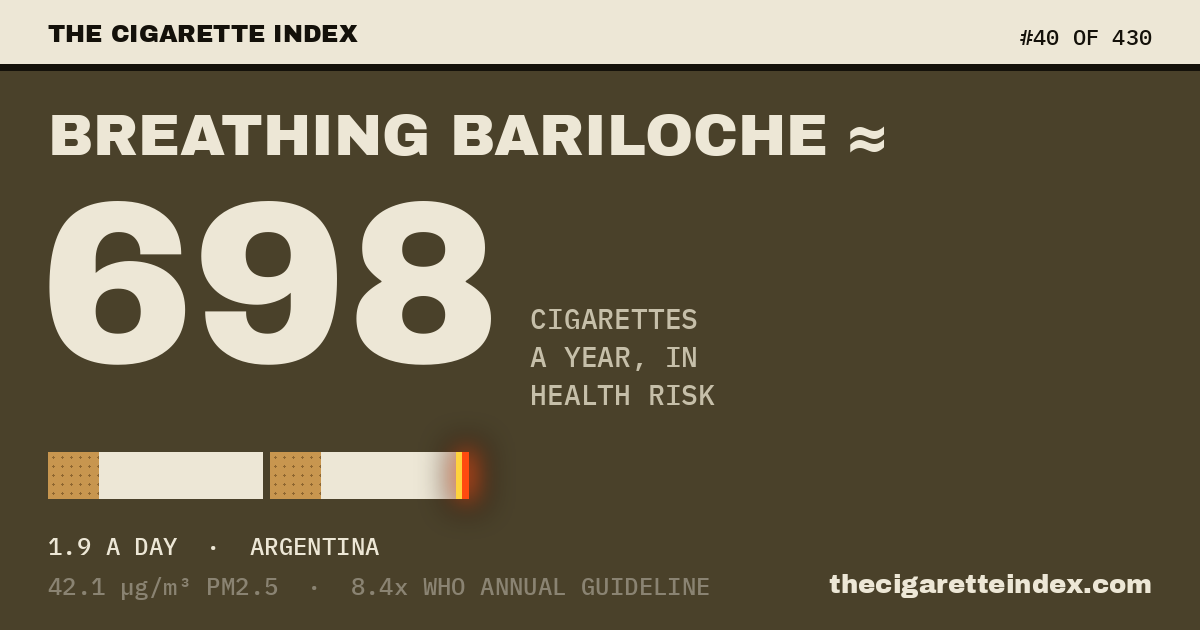 THE CIGARETTE INDEX
#40 OF 430
BREATHING BARILOCHE ≈
698
CIGARETTES
A YEAR, IN
HEALTH RISK
1.9 A DAY · ARGENTINA
42.1 µg/m³ PM2.5 · 8.4x WHO ANNUAL GUIDELINE
thecigaretteindex.com